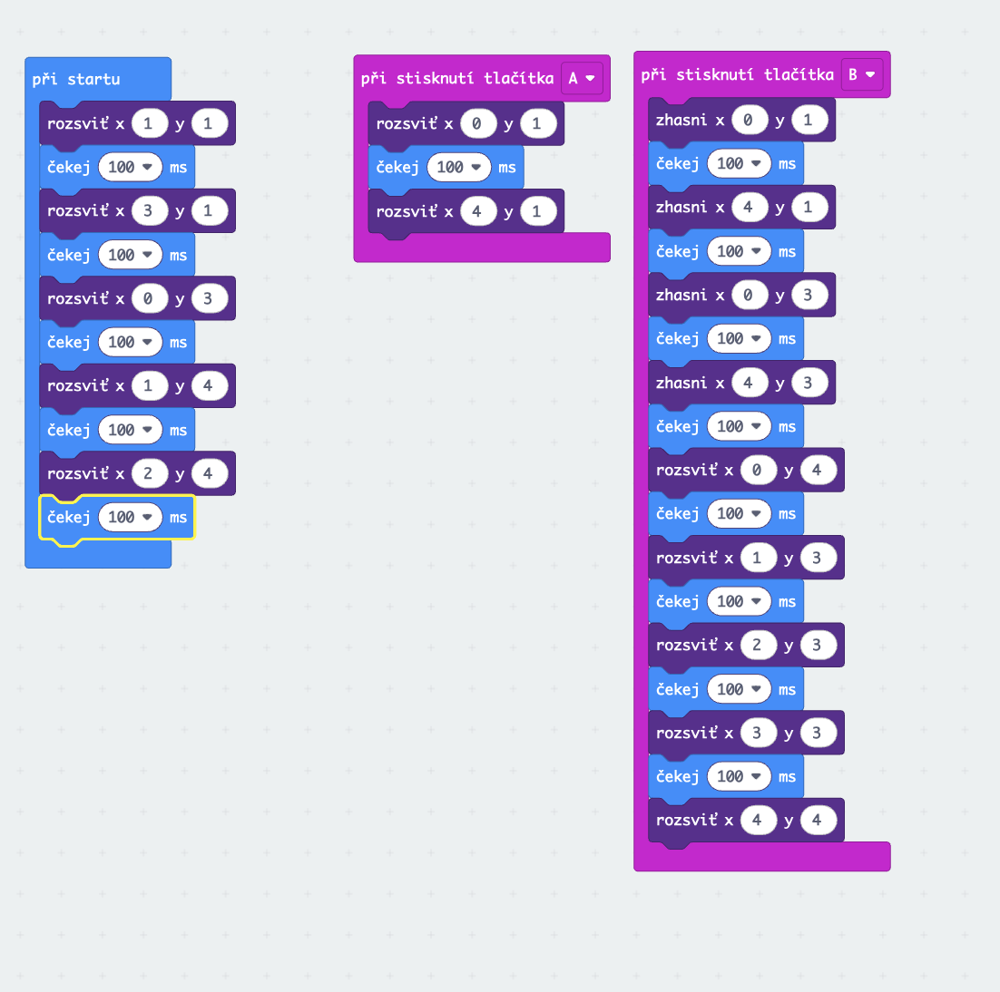 při startu
rozsviť x 1 y 1
čekej 100 ms
rozsviť x 3 y 1
čekej 100 ms
rozsviť x 0 y 3
čekej 100 ms
rozsviť x 1 y 4
čekej 100 ms
rozsviť x 2 y 4
čekej 100 ms
při stisknutí tlačítka A
rozsviť x 0 y 1
čekej 100 ms
rozsviť x 4 y 1
při stisknutí tlačítka B
zhasni x 0 y 1
čekej 100 ms
zhasni x 4 y 1
čekej 100 ms
zhasni x 0 y 3
čekej 100 ms
zhasni x 4 y 3
čekej 100 ms
rozsviť x 0 y 4
čekej 100 ms
rozsviť x 1 y 3
čekej 100 ms
rozsviť x 2 y 3
čekej 100 ms
rozsviť x 3 y 3
čekej 100 ms
rozsviť x 4 y 4